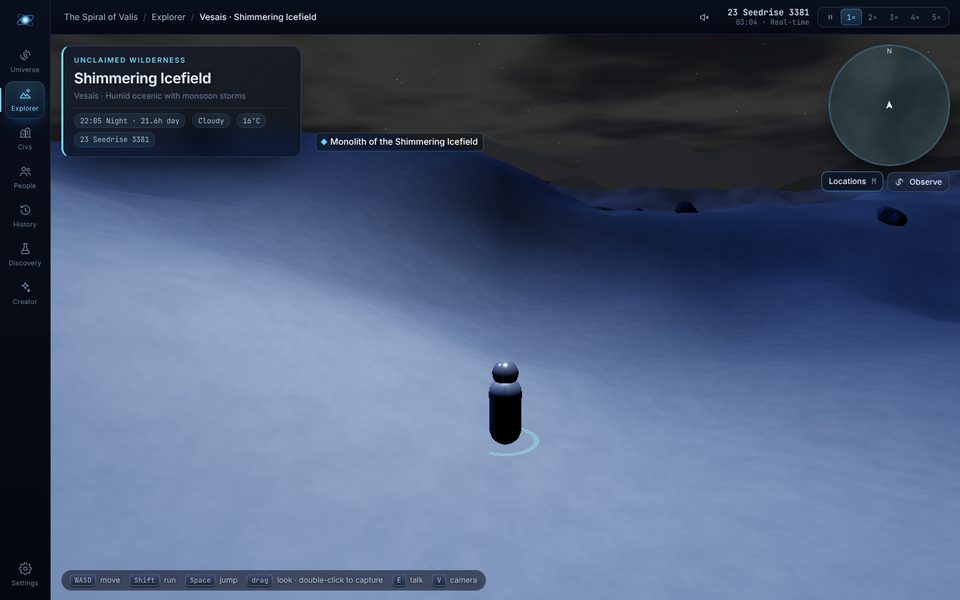 The Spiral of Valis / Explorer / Vesais · Shimmering Icefield
23 Seedrise 3381
03:04 · Real-time
1× 2× 3× 4× 5×
Universe
Explorer
Civs
People
History
Discovery
Creator
Settings
UNCLAIMED WILDERNESS
Shimmering Icefield
Vesais · Humid oceanic with monsoon storms
22:05 Night · 21.6h day Cloudy 16°C
23 Seedrise 3381
Monolith of the Shimmering Icefield
N
Locations M Observe
WASD move Shift run Space jump drag look · double-click to capture E talk V camera